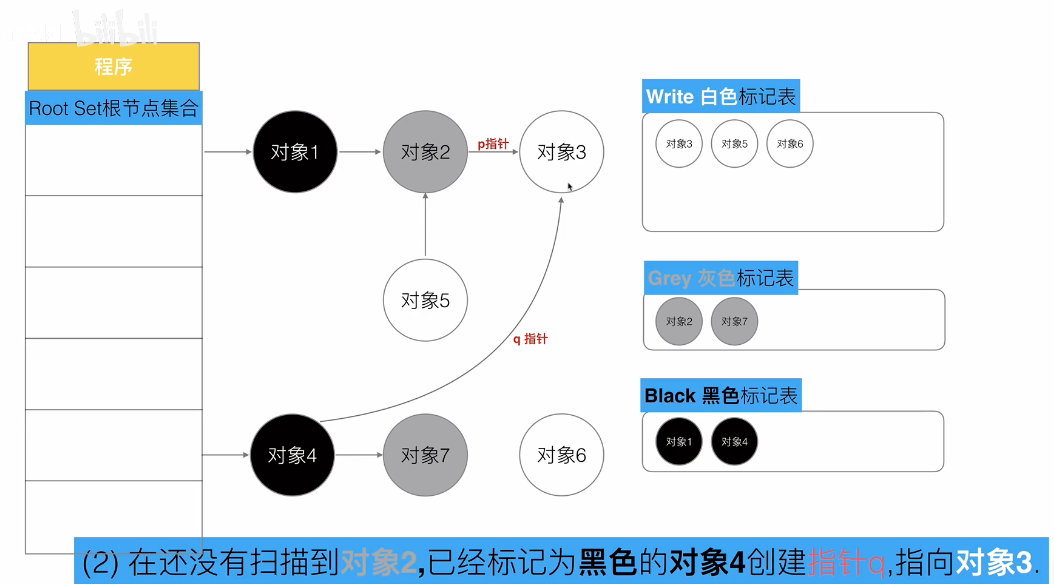 bilibili
程序
Root Set根节点集合
对象1
对象2
p指针
对象3
对象5
q 指针
对象4
对象7
对象6
Write 白色标记表
对象3 对象5 对象6
Grey 灰色标记表
对象2 对象7
Black 黑色标记表
对象1 对象4
(2) 在还没有扫描到对象2,已经标记为黑色的对象4创建指针q,指向对象3.